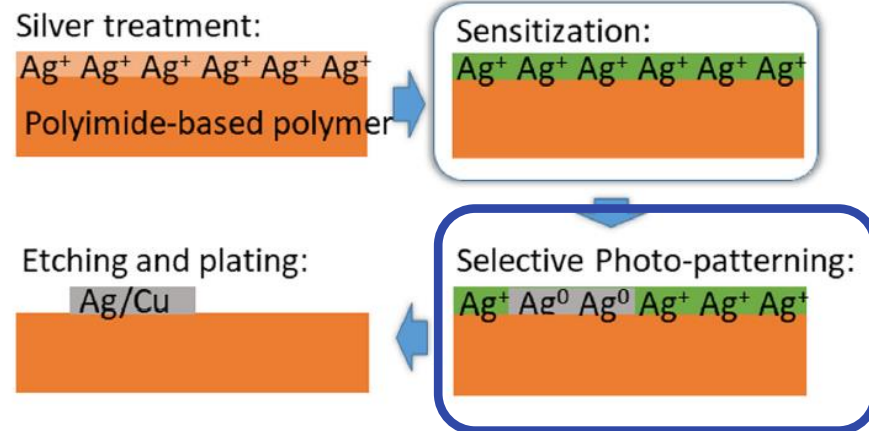 Silver treatment:
Ag⁺ Ag⁺ Ag⁺ Ag⁺ Ag⁺ Ag⁺
Polyimide-based polymer
Sensitization:
Ag⁺ Ag⁺ Ag⁺ Ag⁺ Ag⁺ Ag⁺
Etching and plating:
Ag/Cu
Selective Photo-patterning:
Ag⁺ Ag⁰ Ag⁰ Ag⁺ Ag⁺ Ag⁺